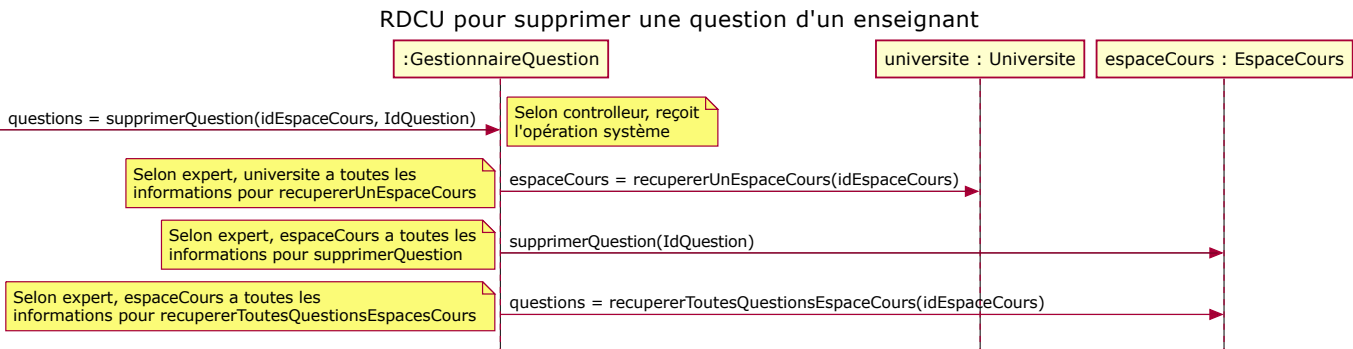 RDCU pour supprimer une question d'un enseignant
:GestionnaireQuestion
universite : Universite
espaceCours : EspaceCours
questions = supprimerQuestion(idEspaceCours, IdQuestion)
Selon controlleur, reçoit
l'opération système
Selon expert, universite a toutes les
informations pour recupererUnEspaceCours
espaceCours = recupererUnEspaceCours(idEspaceCours)
Selon expert, espaceCours a toutes les
informations pour supprimerQuestion
supprimerQuestion(IdQuestion)
Selon expert, espaceCours a toutes les
informations pour recupererToutesQuestionsEspacesCours
questions = recupererToutesQuestionsEspaceCours(idEspaceCours)